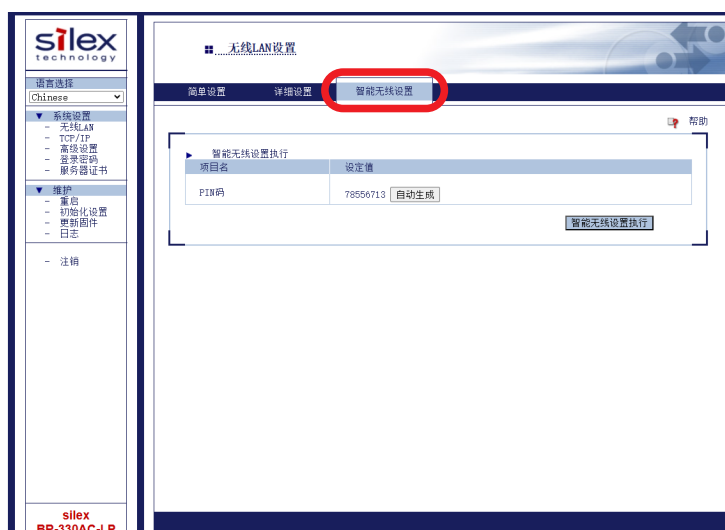 silex
technology
语言选择
Chinese
▼ 系统设置
- 无线LAN
- TCP/IP
- 高级设置
- 登录密码
- 服务器证书
▼ 维护
- 重启
- 初始化设置
- 更新固件
- 日志
- 注销
silex
BR-330AC-LP
无线LAN设置
简单设置 详细设置 智能无线设置
帮助
智能无线设置执行
项目名 设定值
PIN码 78556713 自动生成
智能无线设置执行